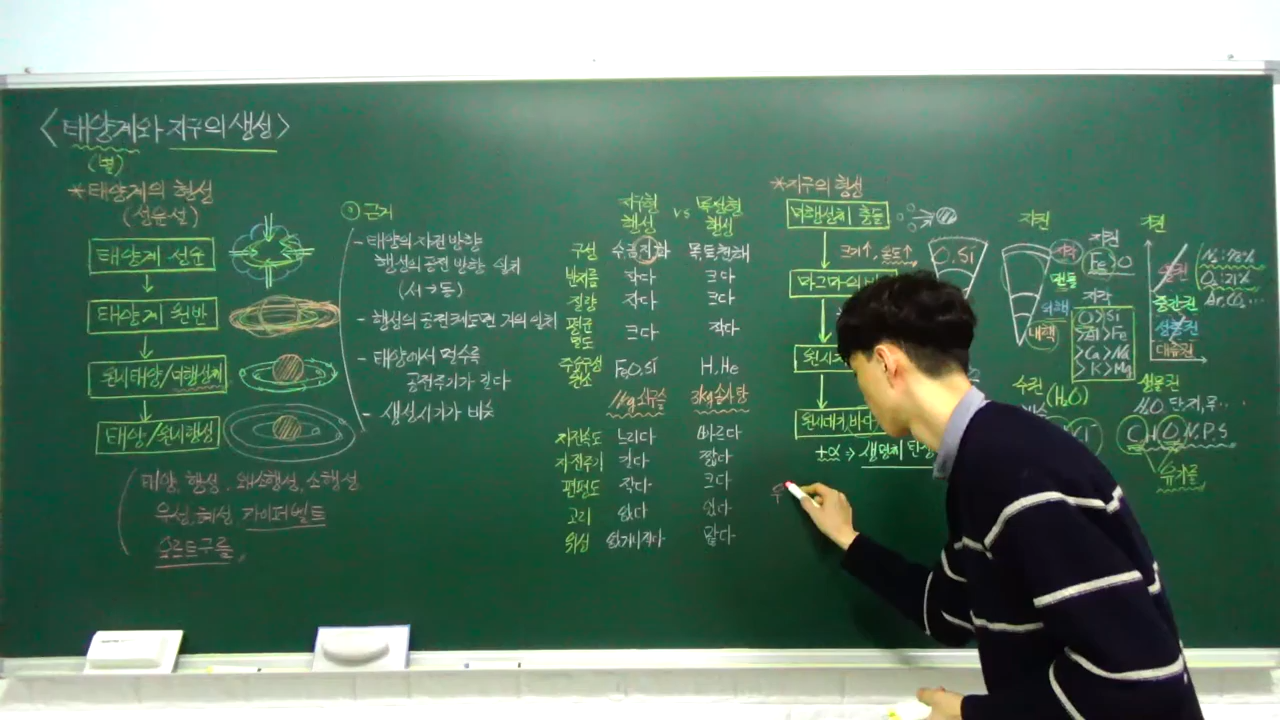 <태양계와 지구의 생성>
(별)
*태양계의 형성
(성운설)
태양계 성운
태양계 원반
원시태양/미행성체
태양/원시행성
태양, 행성, 왜소행성, 소행성,
위성, 혜성, 카이퍼벨트
오르트구름,
근거
- 태양의 자전 방향
행성의 공전 방향 일치
(서→동)
- 행성의 공전궤도면 거의 일치
- 태양에서 멀수록
공전주기가 길다
- 생성시기가 비슷
지구형 행성 vs 목성형 행성
구성 수금지화 목토천해
반지름 작다 크다
질량 작다 크다
평균 밀도 크다 작다
주요구성 원소 Fe,O,Si H,He
자전속도 느리다 빠르다
자전주기 길다 짧다
편평도 작다 크다
고리 없다 있다
위성 없거나 적다 많다
*지구의 형성
미행성체 충돌
크기↑, 온도↑
마그마의 바
원시지
원시대기, 바다
±α ⇒ 생명체 탄생
O, Si
지권
지각
맨틀
외핵
내핵
지권
Fe > O
지각
O > Si
> Al > Fe
> Ca > Na
> K > Mg
수권 (H₂O)
기권
열권
중간권
성층권
대류권
N₂: 78%
O₂: 21%
Ar, CO₂...
생물권
H₂O, 단, 지, 무...
C H O N, P, S
유기물